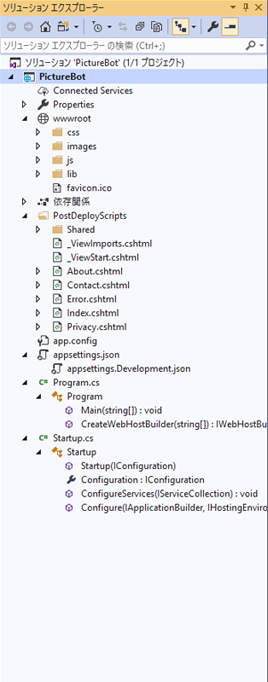 ソリューション エクスプローラー
ソリューション エクスプローラー の検索 (Ctrl+;)
ソリューション 'PictureBot' (1/1 プロジェクト)
PictureBot
Connected Services
Properties
wwwroot
css
images
js
lib
favicon.ico
依存関係
PostDeployScripts
Shared
_ViewImports.cshtml
_ViewStart.cshtml
About.cshtml
Contact.cshtml
Error.cshtml
Index.cshtml
Privacy.cshtml
app.config
appsettings.json
appsettings.Development.json
C# Program.cs
Program
Main(string[]) : void
CreateWebHostBuilder(string[]) : IWebHostBu
C# Startup.cs
Startup
Startup(IConfiguration)
Configuration : IConfiguration
ConfigureServices(IServiceCollection) : void
Configure(IApplicationBuilder, IHostingEnviro